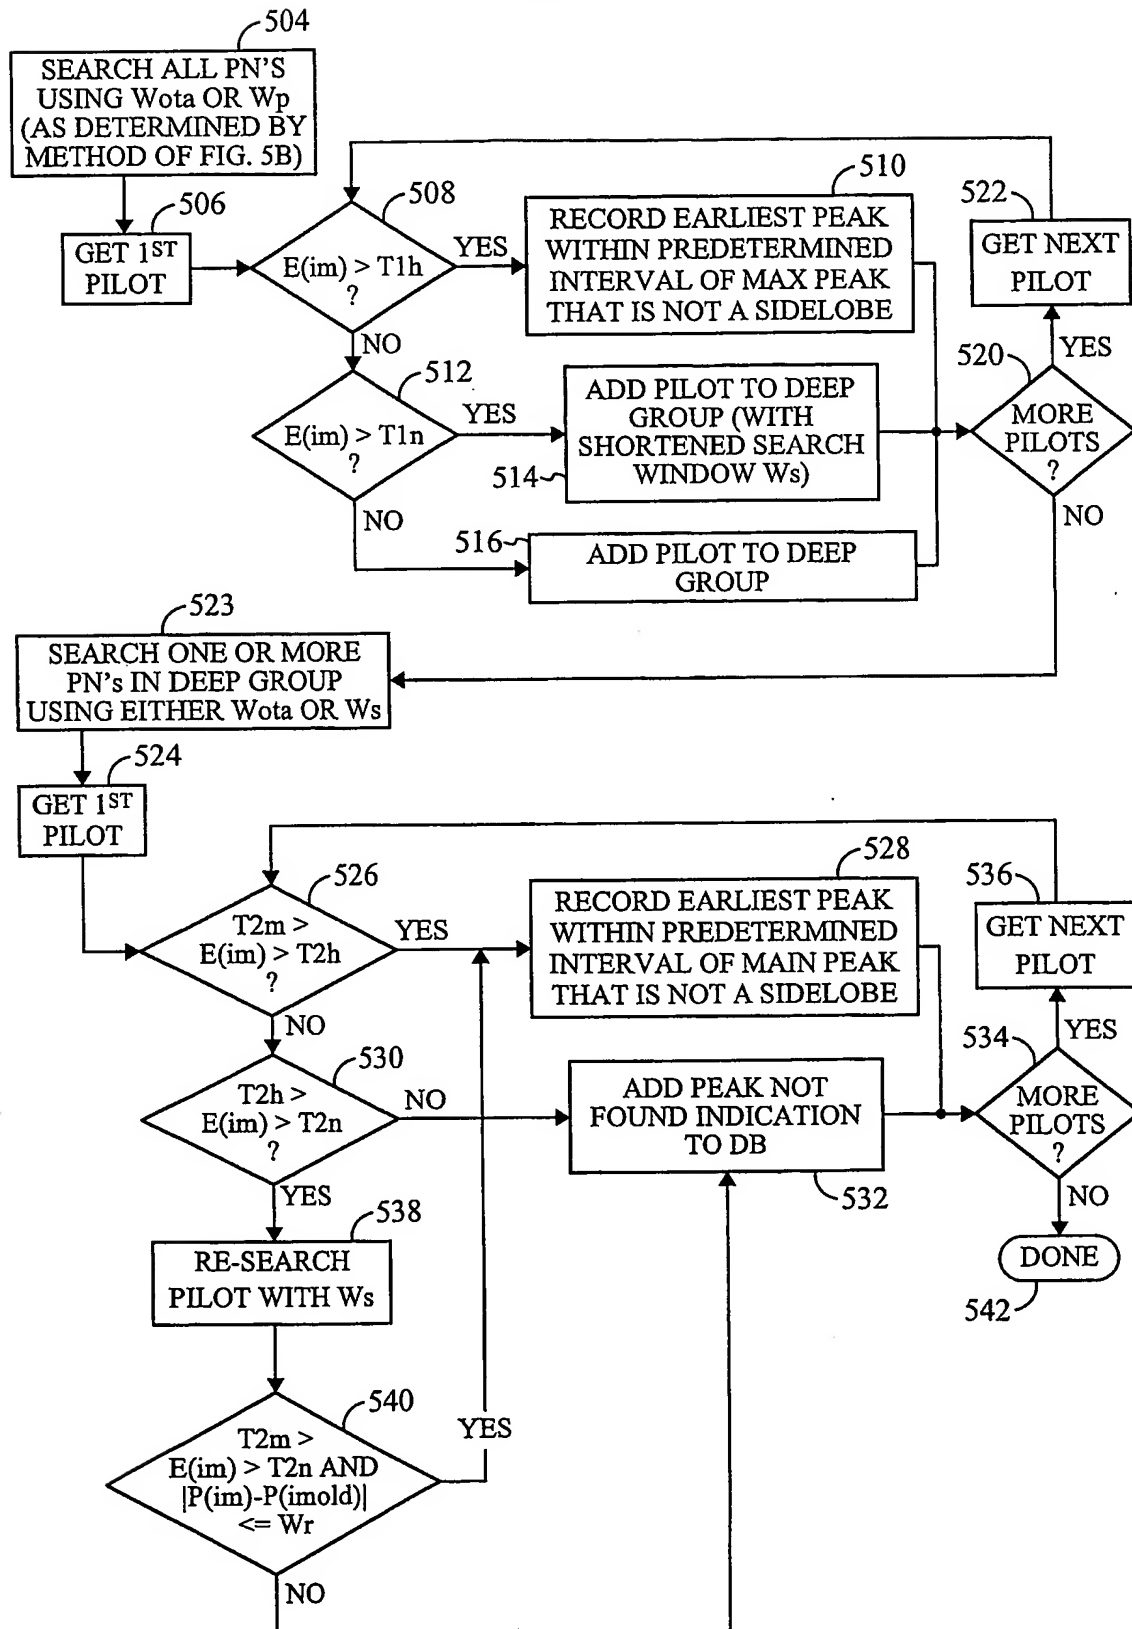 504
SEARCH ALL PN'S
USING Wota OR Wp
(AS DETERMINED BY
METHOD OF FIG. 5B)
506
GET 1ST
PILOT
508
E(im) > T1h
?
YES
NO
510
RECORD EARLIEST PEAK
WITHIN PREDETERMINED
INTERVAL OF MAX PEAK
THAT IS NOT A SIDELOBE
522
GET NEXT
PILOT
512
E(im) > T1n
?
YES
NO
ADD PILOT TO DEEP
GROUP (WITH
SHORTENED SEARCH
WINDOW Ws)
514
516
ADD PILOT TO DEEP
GROUP
520
YES
MORE
PILOTS
?
NO
523
SEARCH ONE OR MORE
PN's IN DEEP GROUP
USING EITHER Wota OR Ws
524
GET 1ST
PILOT
526
T2m >
E(im) > T2h
?
YES
NO
528
RECORD EARLIEST PEAK
WITHIN PREDETERMINED
INTERVAL OF MAIN PEAK
THAT IS NOT A SIDELOBE
536
GET NEXT
PILOT
530
T2h >
E(im) > T2n
?
NO
YES
ADD PEAK NOT
FOUND INDICATION
TO DB
532
534
YES
MORE
PILOTS
?
NO
DONE
542
538
RE-SEARCH
PILOT WITH Ws
540
T2m >
E(im) > T2n AND
|P(im)-P(imold)|
<= Wr
YES
NO